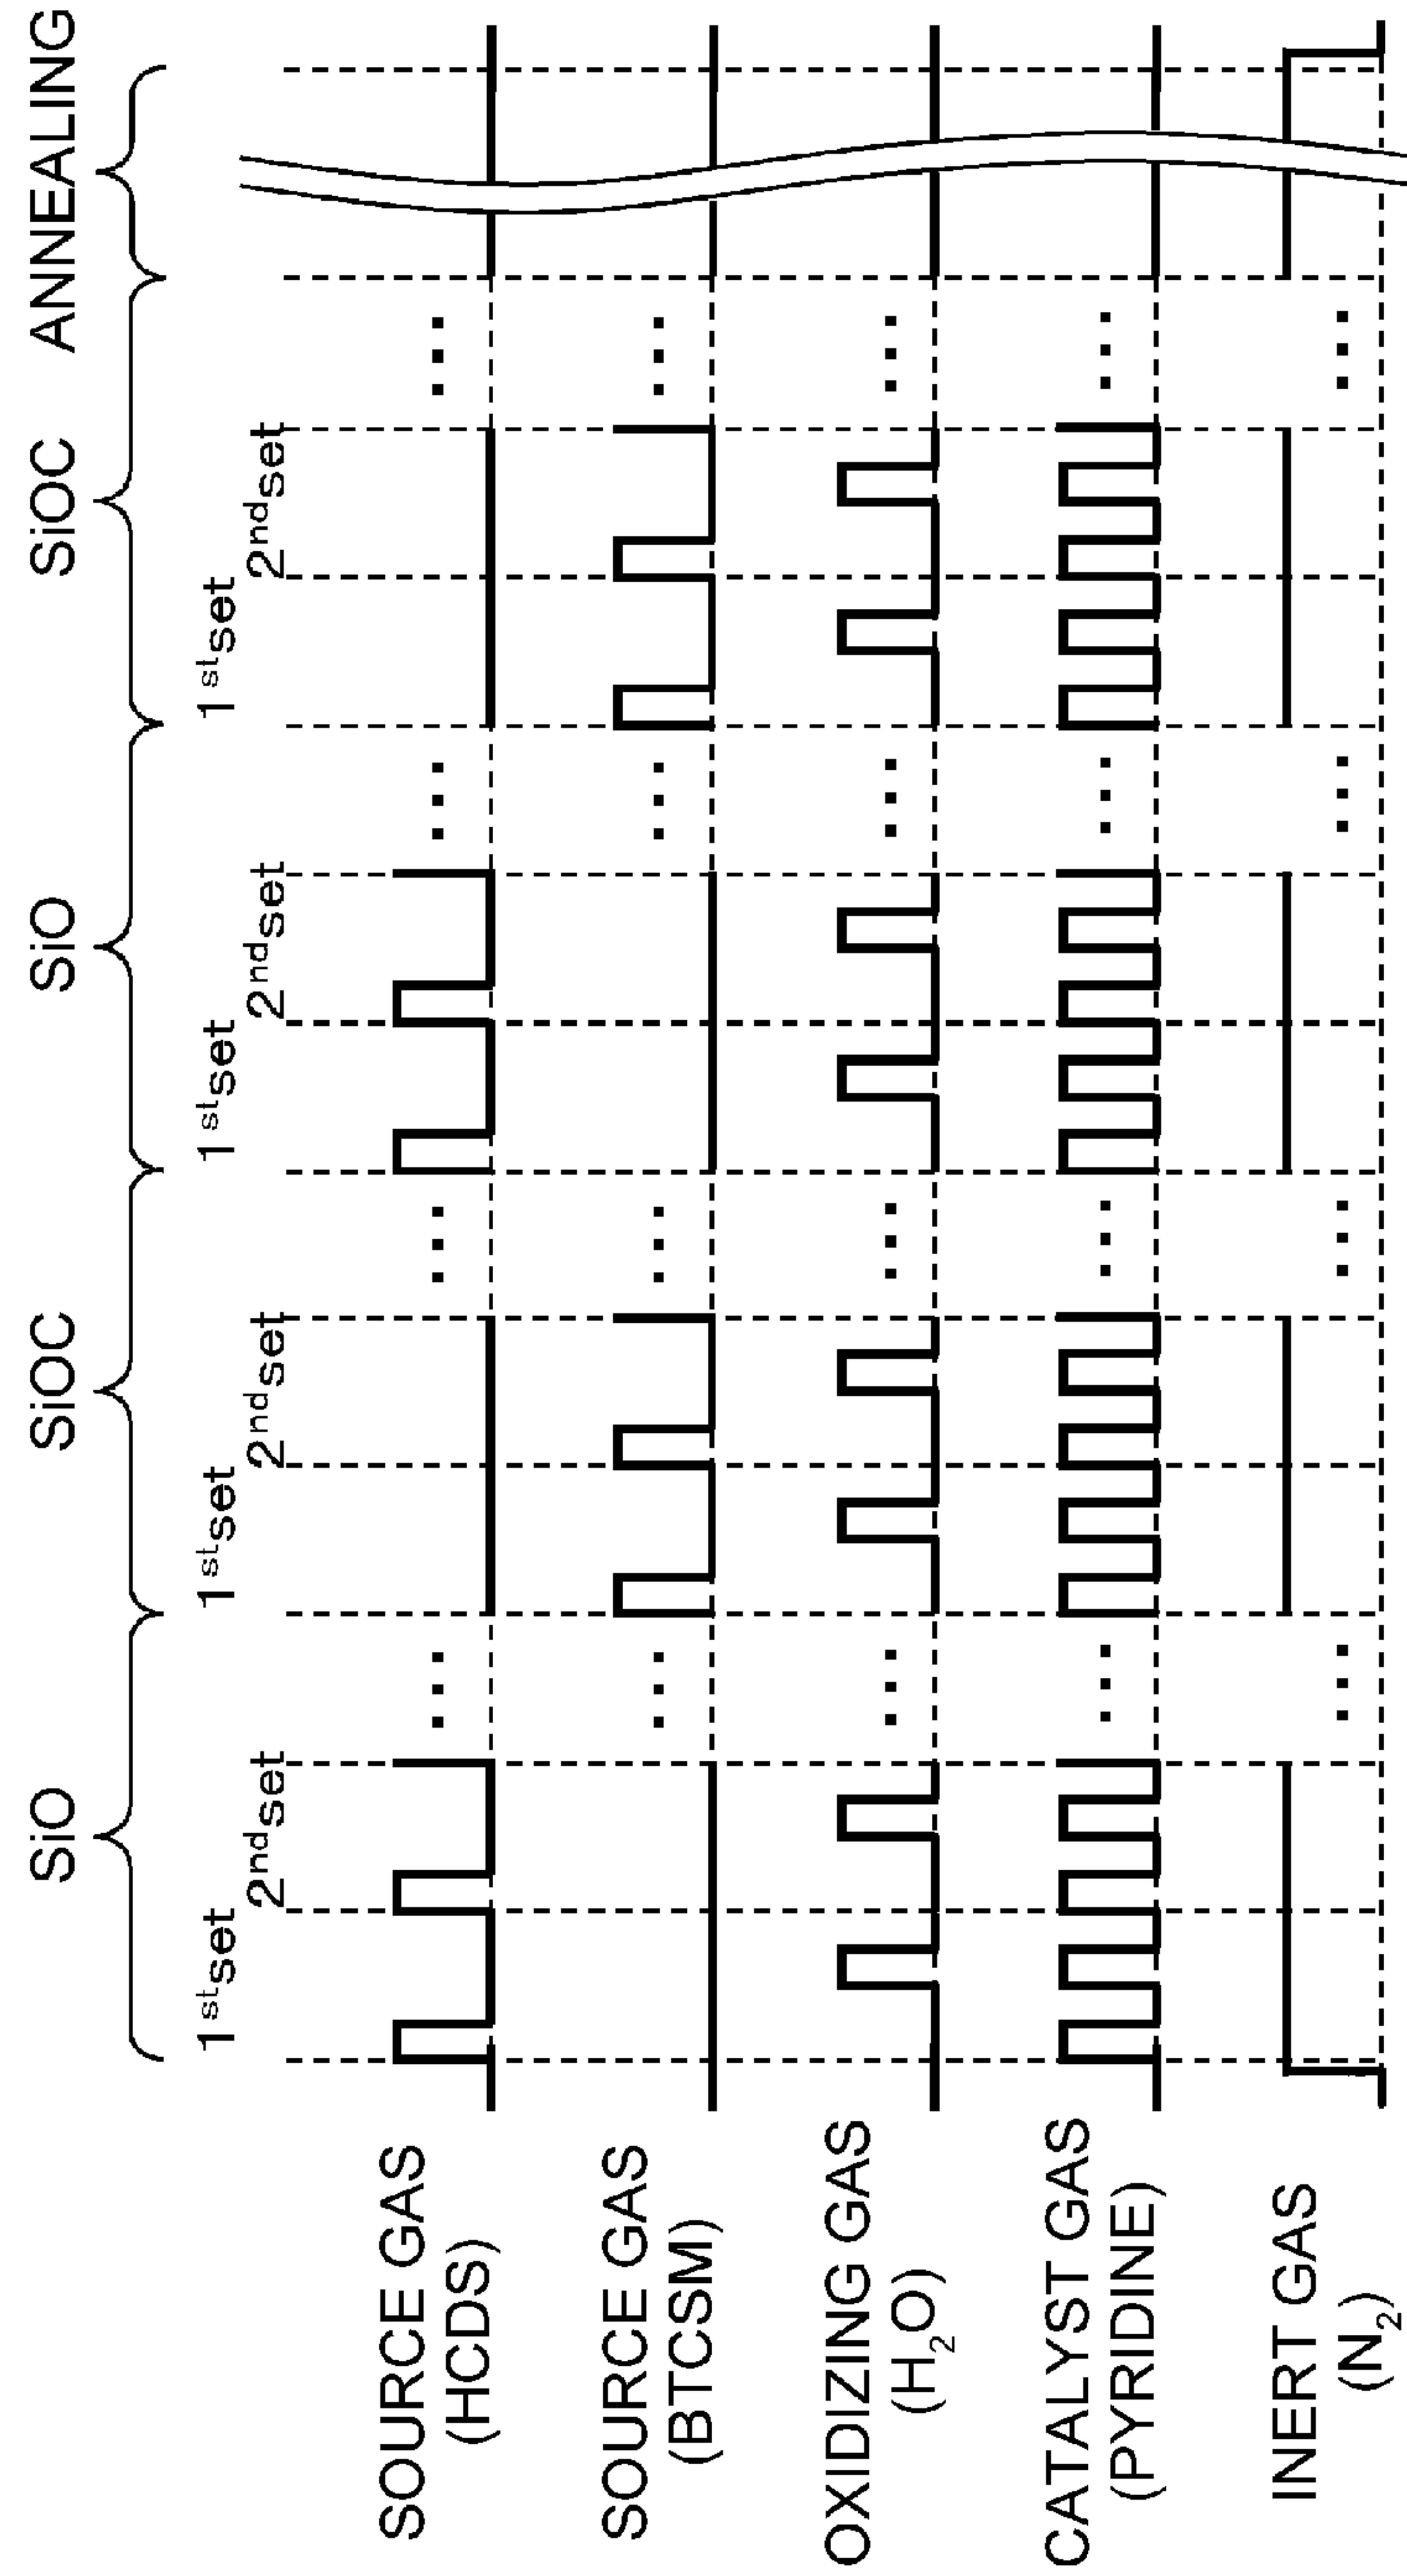 SiO SiOC SiO SiOC ANNEALING
1st set 2nd set 1st set 2nd set 1st set 2nd set 1st set 2nd set
SOURCE GAS
(HCDS)
SOURCE GAS
(BTCSM)
OXIDIZING GAS
(H₂O)
CATALYST GAS
(PYRIDINE)
INERT GAS
(N₂)